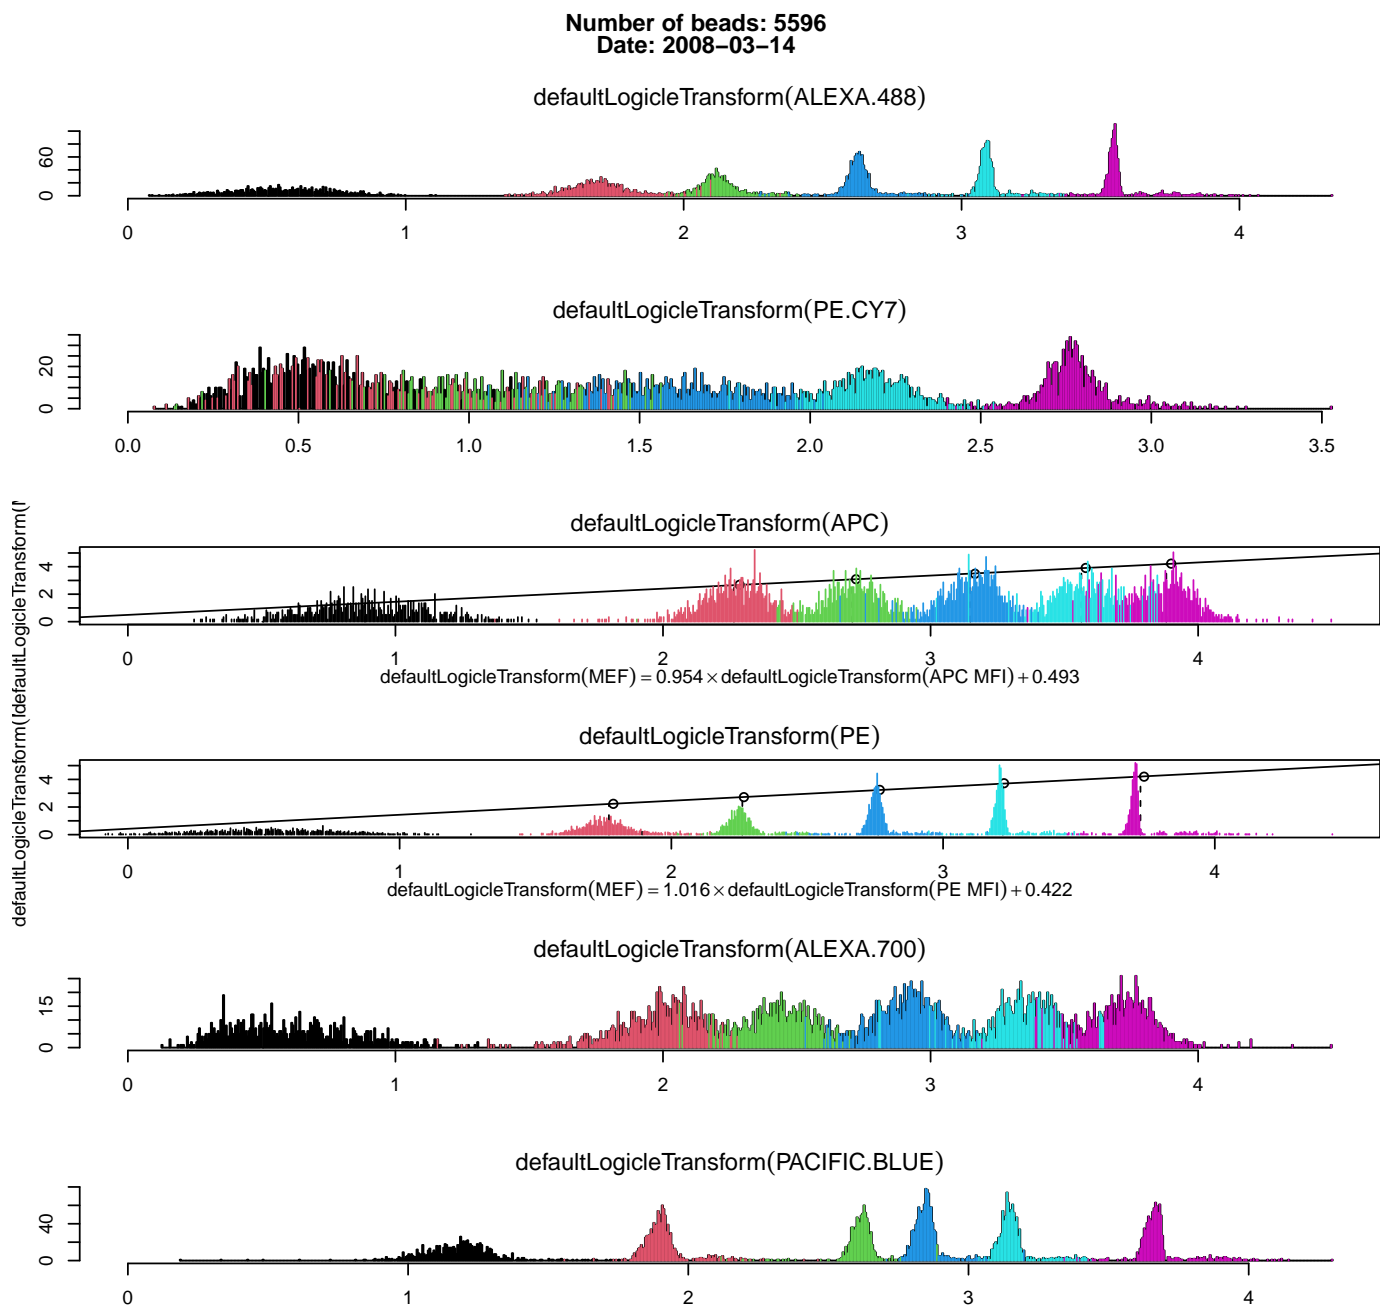 Number of beads: 5596
Date: 2008−03−14
defaultLogicleTransform(ALEXA.488)
0 60
0 1 2 3 4
defaultLogicleTransform(PE.CY7)
0 20
0.0 0.5 1.0 1.5 2.0 2.5 3.0 3.5
defaultLogicleTransform(APC)
0 2 4
0 1 2 3 4
defaultLogicleTransform(MEF) = 0.954 × defaultLogicleTransform(APC MFI) + 0.493
defaultLogicleTransform(PE)
0 2 4
0 1 2 3 4
defaultLogicleTransform(MEF) = 1.016 × defaultLogicleTransform(PE MFI) + 0.422
defaultLogicleTransform(
defaultLogicleTransform(
defaultLogicleTransform(ALEXA.700)
0 15
0 1 2 3 4
defaultLogicleTransform(PACIFIC.BLUE)
0 40
0 1 2 3 4